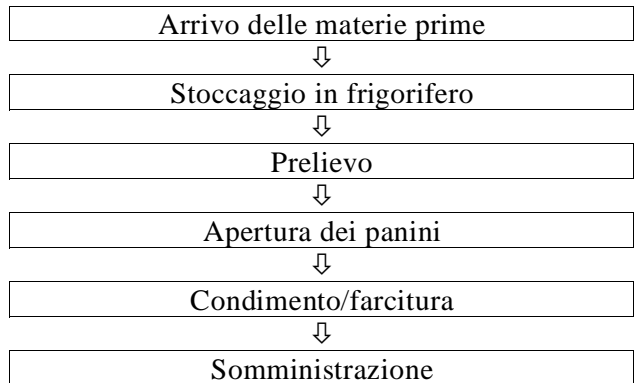 Arrivo delle materie prime
⇩
Stoccaggio in frigorifero
⇩
Prelievo
⇩
Apertura dei panini
⇩
Condimento/farcitura
⇩
Somministrazione